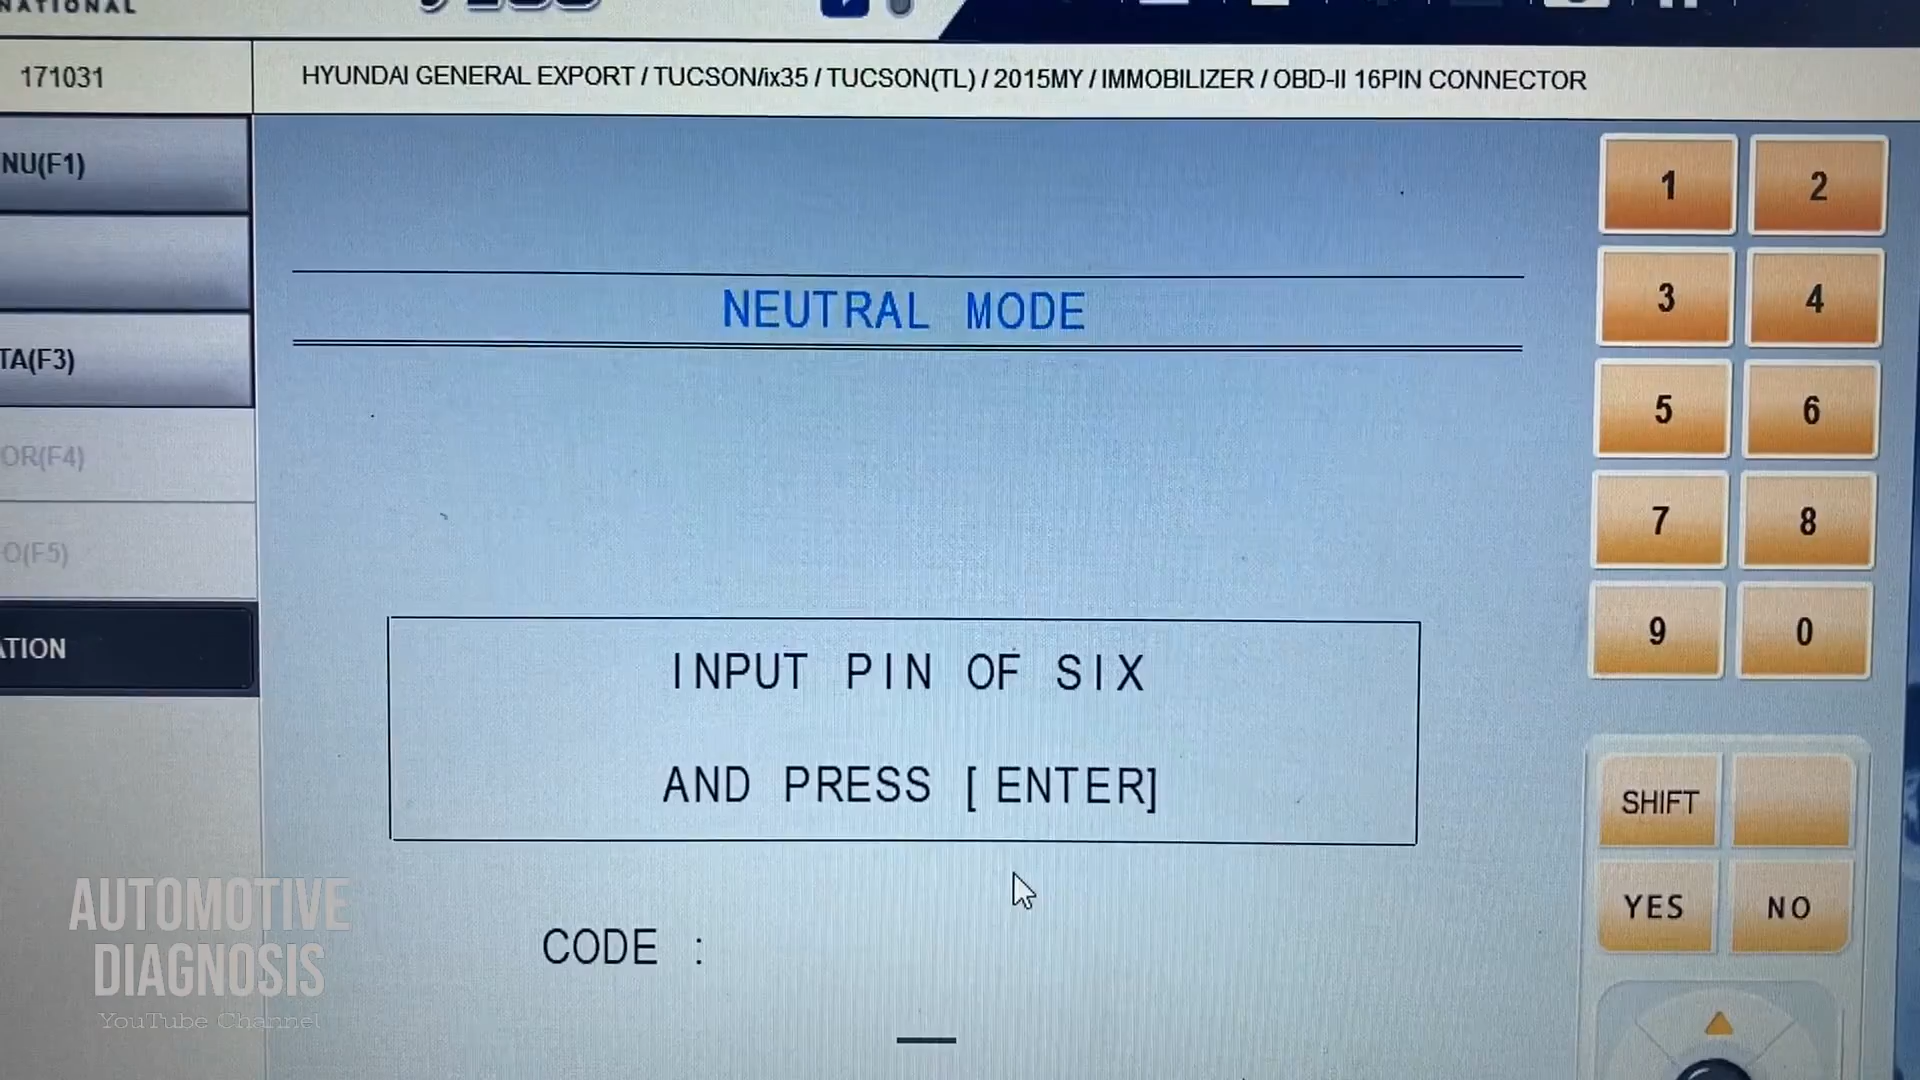 NATIONAL
171031
HYUNDAI GENERAL EXPORT / TUCSON/ix35 / TUCSON(TL) / 2015MY / IMMOBILIZER / OBD-II 16PIN CONNECTOR
NU(F1)
TA(F3)
OR(F4)
O(F5)
ATION
NEUTRAL MODE
INPUT PIN OF SIX
AND PRESS [ENTER]
CODE :
1 2
3 4
5 6
7 8
9 0
SHIFT
YES NO
AUTOMOTIVE
DIAGNOSIS
YouTube Channel